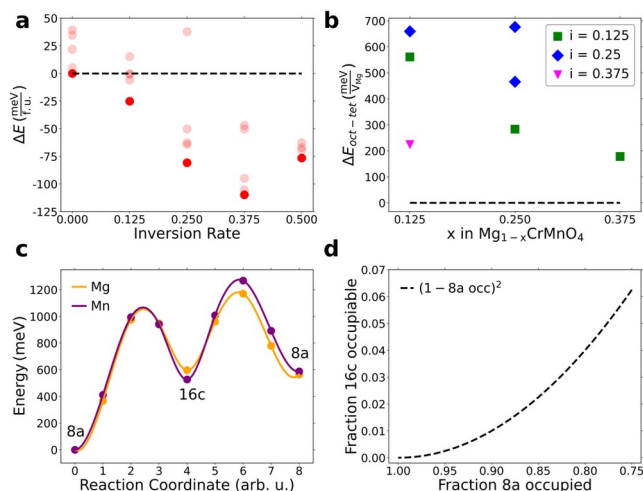 a
50
25
0
-25
-50
-75
-100
-125
ΔE (meV/f.u.)
0.000
0.125
0.250
0.375
0.500
Inversion Rate
b
700
600
500
400
300
200
100
0
ΔE_oct−tet (meV/V_Mg)
i = 0.125
i = 0.25
i = 0.375
0.125
0.250
0.375
x in Mg₁₋ₓCrMnO₄
c
1200
1000
800
600
400
200
0
Energy (meV)
Mg
Mn
8a
16c
8a
0 1 2 3 4 5 6 7 8
Reaction Coordinate (arb. u.)
d
0.07
0.06
0.05
0.04
0.03
0.02
0.01
0.00
Fraction 16c occupiable
(1 − 8a occ)²
1.00 0.95 0.90 0.85 0.80 0.75
Fraction 8a occupied